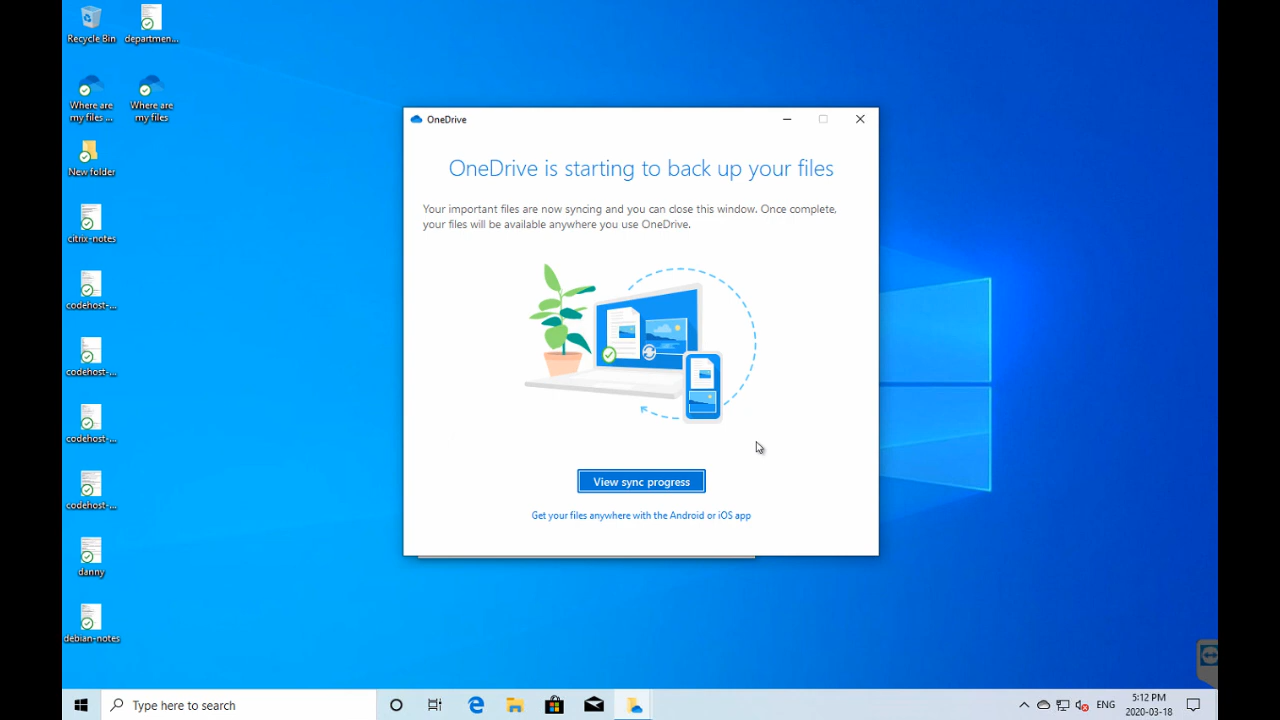 Recycle Bin
departmen...
Where are
my files ...
Where are
my files
New folder
citrix-notes
codehost-...
codehost-...
codehost-...
codehost-...
danny
debian-notes
OneDrive
OneDrive is starting to back up your files
Your important files are now syncing and you can close this window. Once complete,
your files will be available anywhere you use OneDrive.
View sync progress
Get your files anywhere with the Android or iOS app
Type here to search
ENG
5:12 PM
2020-03-18